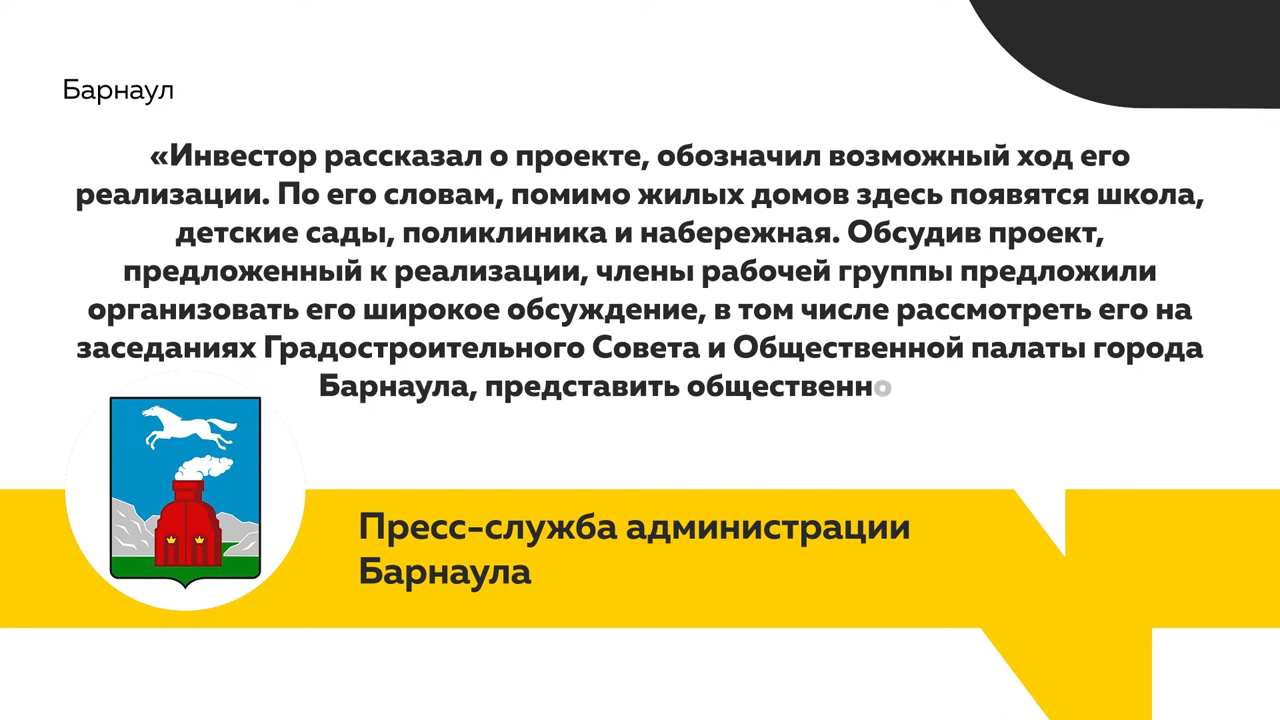 Барнаул
«Инвестор рассказал о проекте, обозначил возможный ход его
реализации. По его словам, помимо жилых домов здесь появятся школа,
детские сады, поликлиника и набережная. Обсудив проект,
предложенный к реализации, члены рабочей группы предложили
организовать его широкое обсуждение, в том числе рассмотреть его на
заседаниях Градостроительного Совета и Общественной палаты города
Барнаула, представить общественно
Пресс-служба администрации
Барнаула